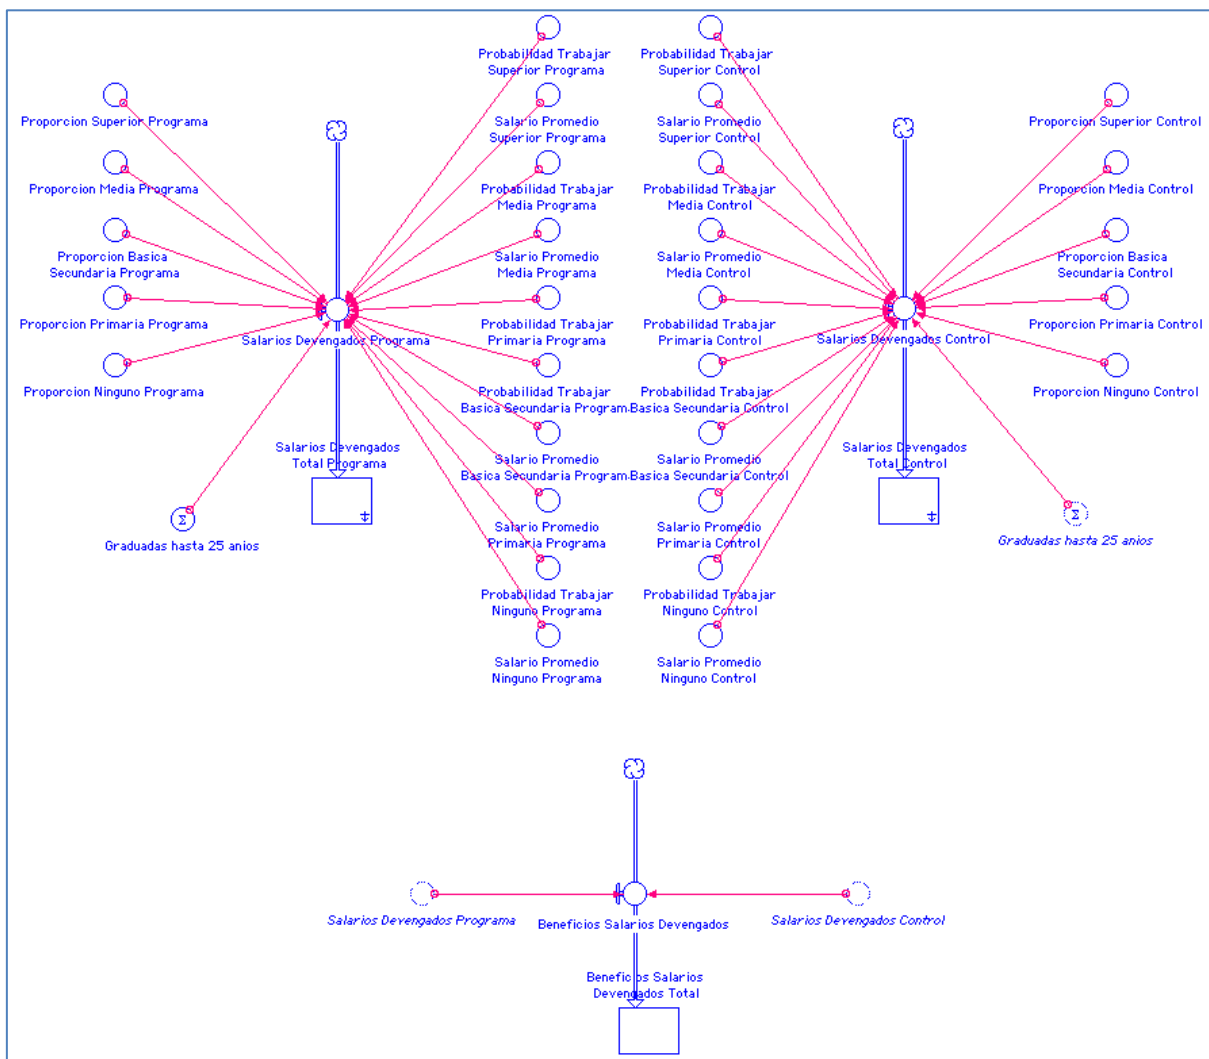 Probabilidad Trabajar
Superior Programa
Probabilidad Trabajar
Superior Control
Proporcion Superior Programa
Salario Promedio
Superior Programa
Salario Promedio
Superior Control
Proporcion Superior Control
Proporcion Media Programa
Probabilidad Trabajar
Media Programa
Probabilidad Trabajar
Media Control
Proporcion Media Control
Proporcion Basica
Secundaria Programa
Salario Promedio
Media Programa
Salario Promedio
Media Control
Proporcion Basica
Secundaria Control
Proporcion Primaria Programa
Salarios Devengados Programa
Probabilidad Trabajar
Primaria Programa
Probabilidad Trabajar
Primaria Control
Salarios Devengados Control
Proporcion Primaria Control
Proporcion Ninguno Programa
Probabilidad Trabajar
Basica Secundaria Programa
Probabilidad Trabajar
Basica Secundaria Control
Proporcion Ninguno Control
Salarios Devengados
Total Programa
Salario Promedio
Basica Secundaria Programa
Salario Promedio
Basica Secundaria Control
Salarios Devengados
Total Control
Σ
Graduadas hasta 25 anios
Salario Promedio
Primaria Programa
Salario Promedio
Primaria Control
Σ
Graduadas hasta 25 anios
Probabilidad Trabajar
Ninguno Programa
Probabilidad Trabajar
Ninguno Control
Salario Promedio
Ninguno Programa
Salario Promedio
Ninguno Control
Salarios Devengados Programa
Beneficios Salarios Devengados
Salarios Devengados Control
Beneficios Salarios
Devengados Total